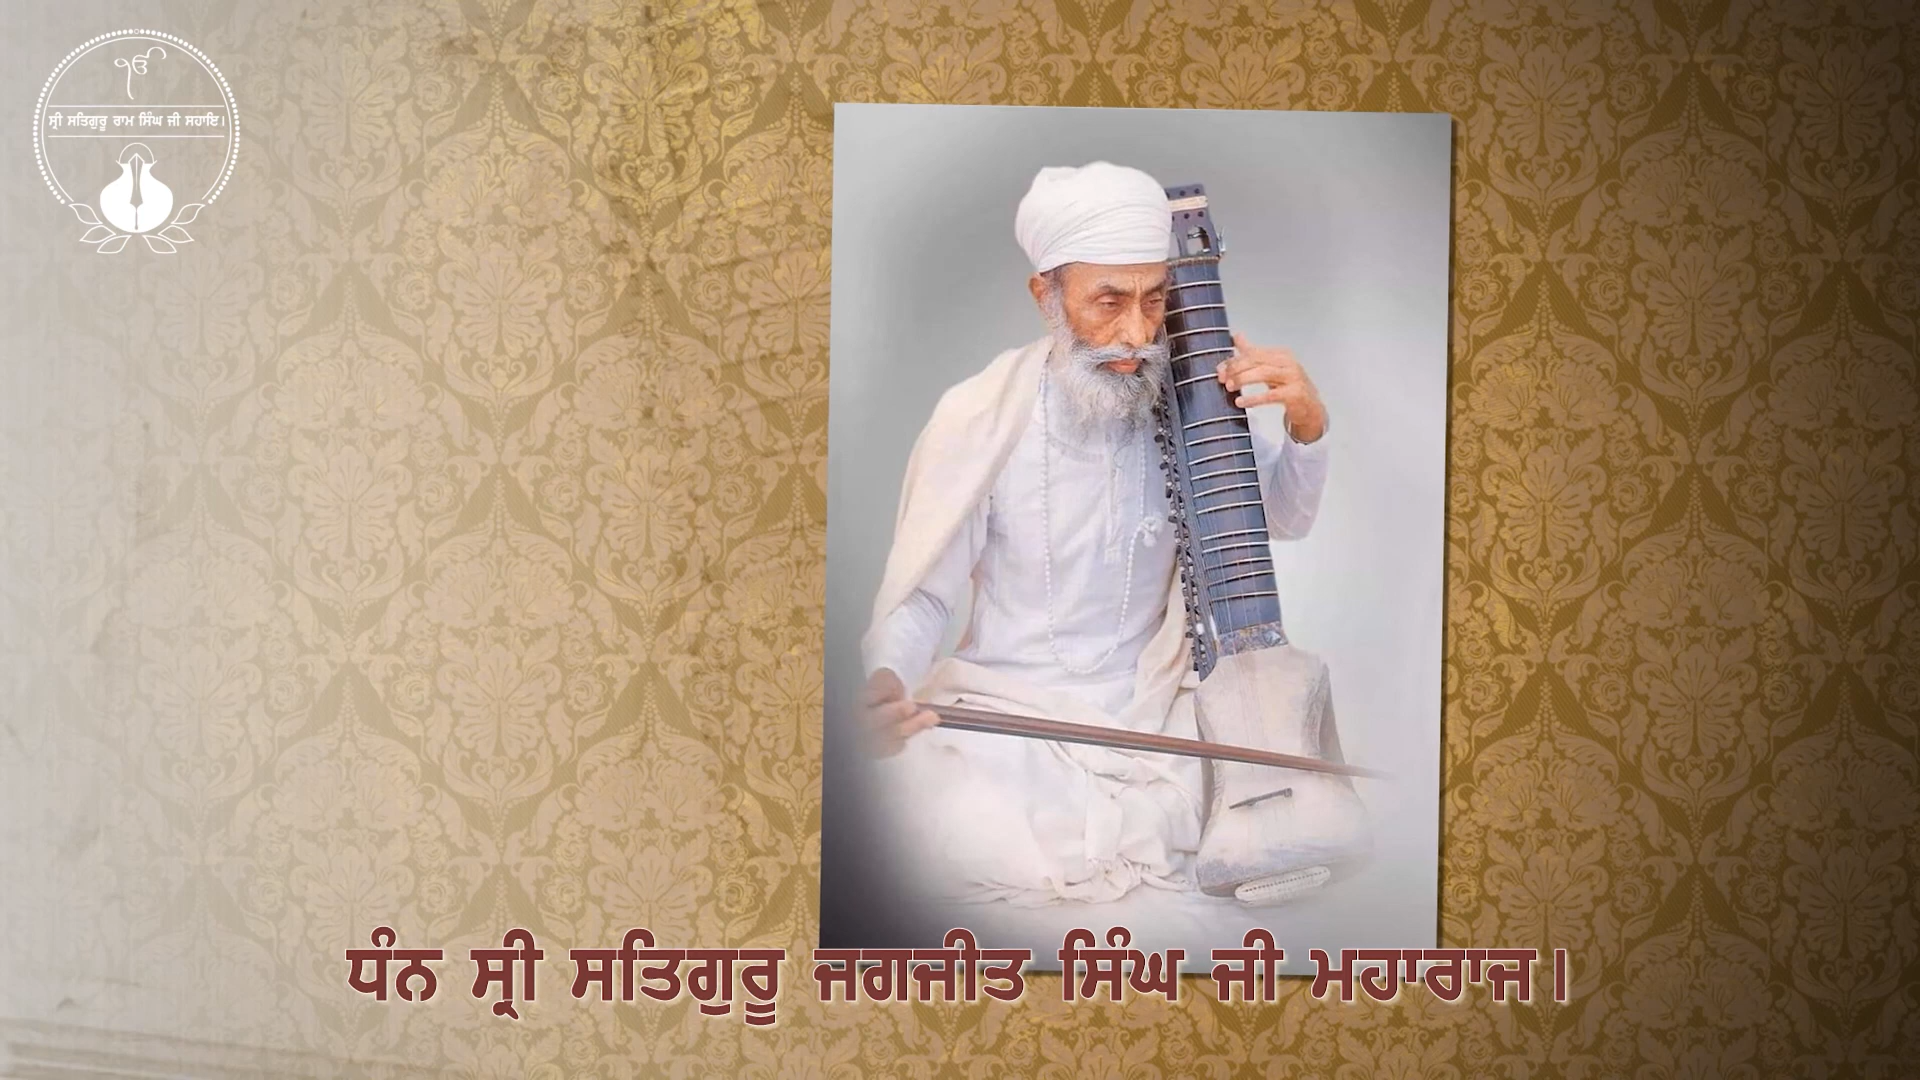 ੴ
ਸ੍ਰੀ ਸਤਿਗੁਰੂ ਰਾਮ ਸਿੰਘ ਜੀ ਸਹਾਇ।
ਧੰਨ ਸ੍ਰੀ ਸਤਿਗੁਰੂ ਜਗਜੀਤ ਸਿੰਘ ਜੀ ਮਹਾਰਾਜ।